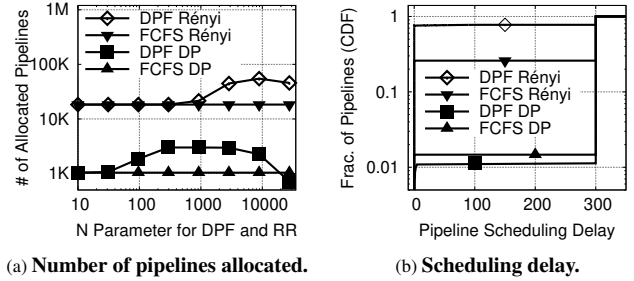 # of Allocated Pipelines
1M
100K
10K
1K
DPF Rényi
FCFS Rényi
DPF DP
FCFS DP
10
100
1000
10000
N Parameter for DPF and RR
(a) Number of pipelines allocated.
Frac. of Pipelines (CDF)
1
0.1
0.01
DPF Rényi
FCFS Rényi
DPF DP
FCFS DP
0
100
200
300
Pipeline Scheduling Delay
(b) Scheduling delay.